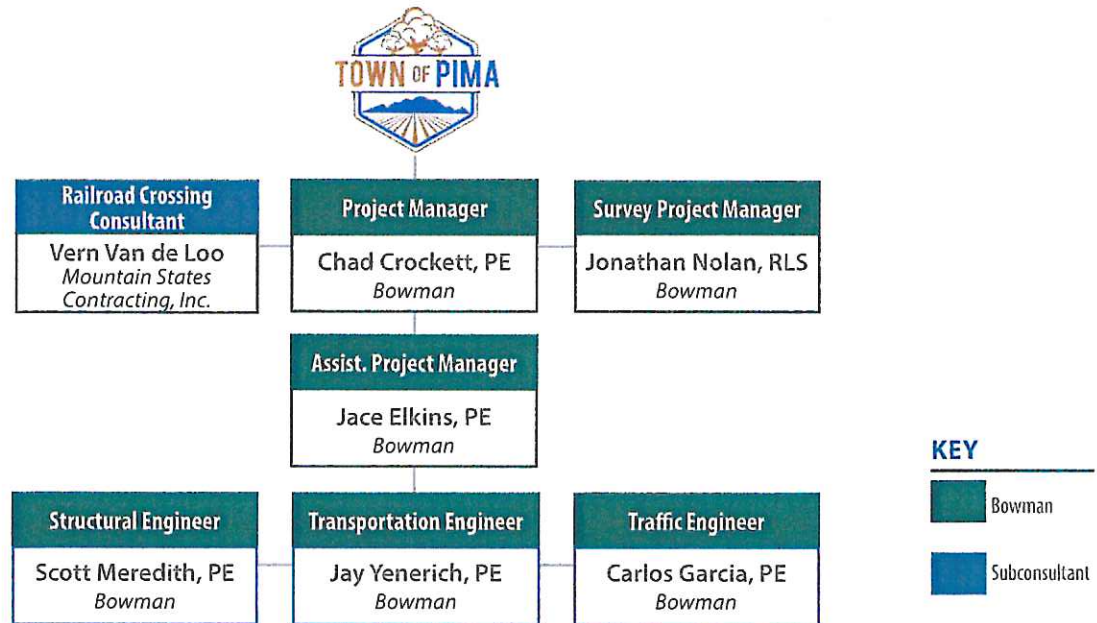 TOWN OF PIMA
Railroad Crossing
Consultant
Vern Van de Loo
Mountain States
Contracting, Inc.
Project Manager
Chad Crockett, PE
Bowman
Survey Project Manager
Jonathan Nolan, RLS
Bowman
Assist. Project Manager
Jace Elkins, PE
Bowman
Structural Engineer
Scott Meredith, PE
Bowman
Transportation Engineer
Jay Yenerich, PE
Bowman
Traffic Engineer
Carlos Garcia, PE
Bowman
KEY
Bowman
Subconsultant